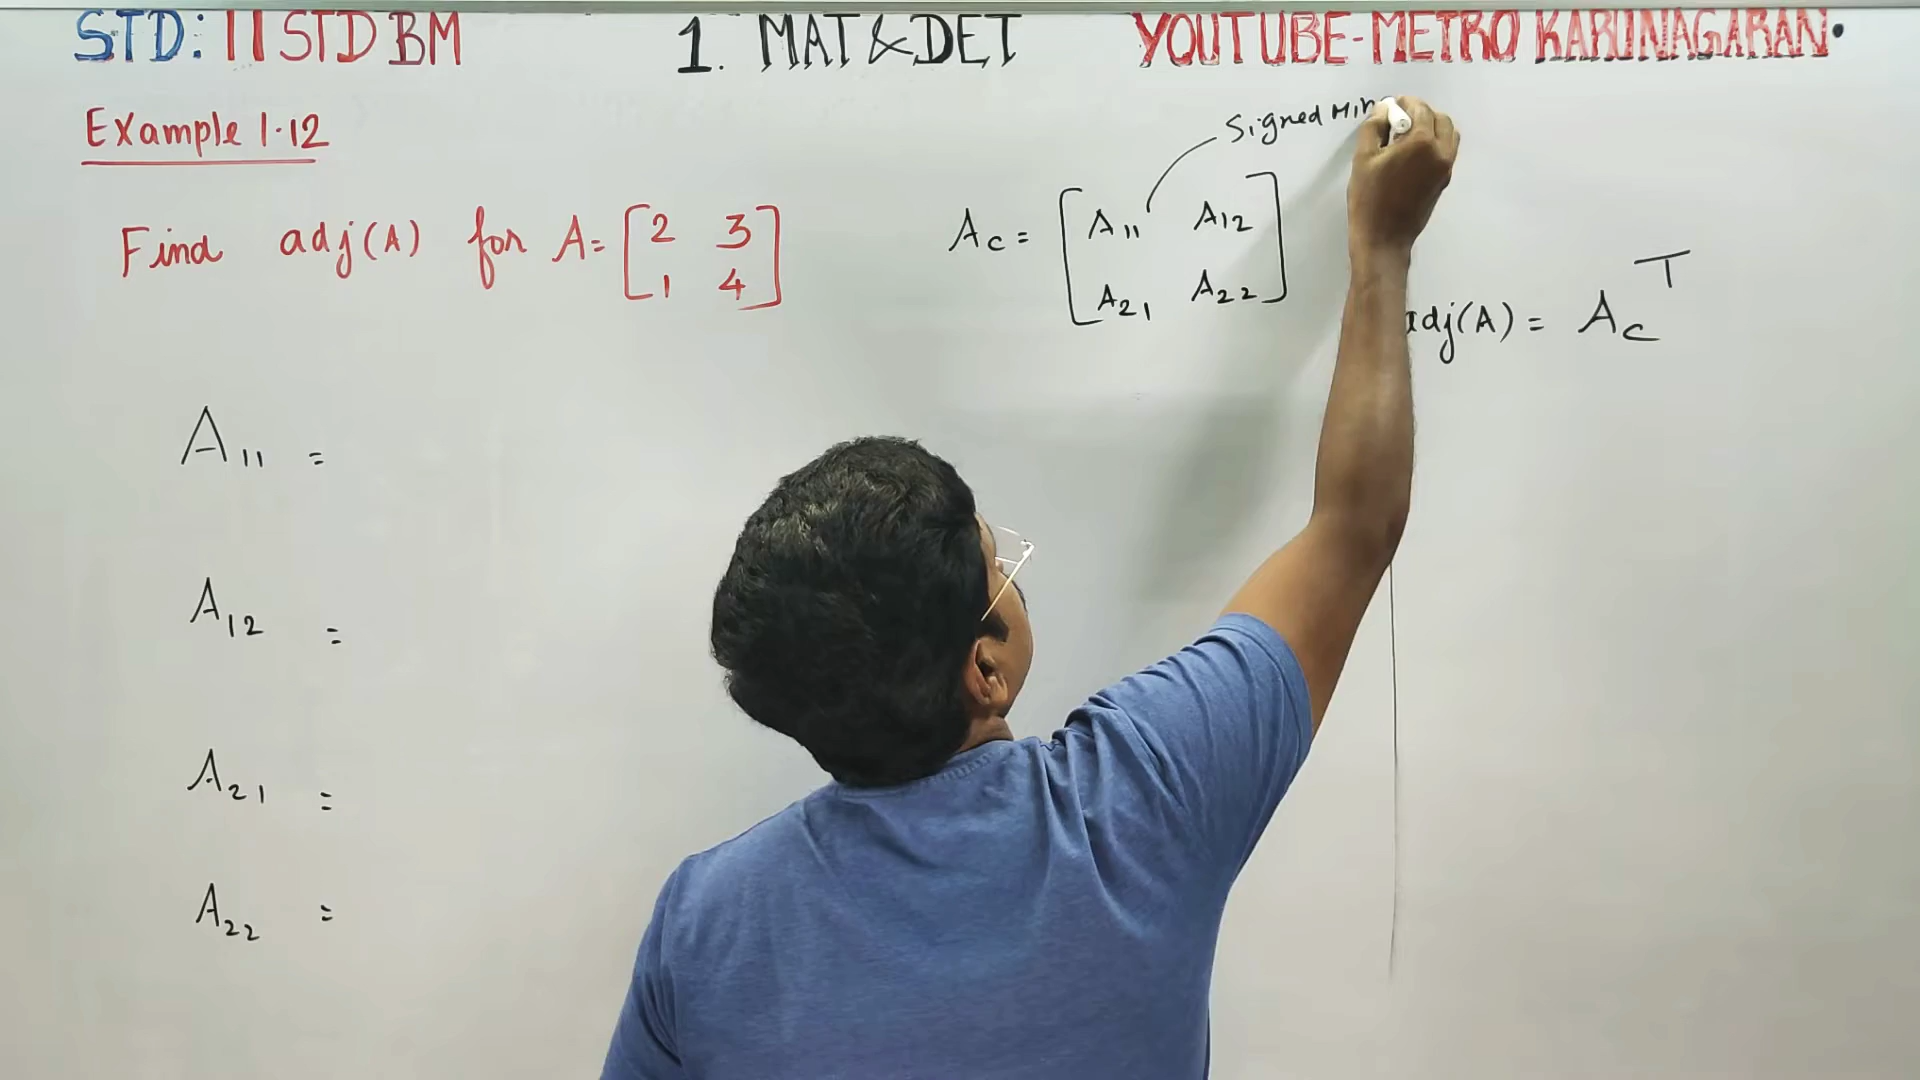 STD: 11 STD BM 1. MAT & DET YOUTUBE-METRO KARUNAGARAN.
Example 1.12
Signed
Find adj(A) for A = [2 3
1 4]
Ac = [A11 A12
A21 A22]
adj(A) = Ac^T
A11 =
A12 =
A21 =
A22 =